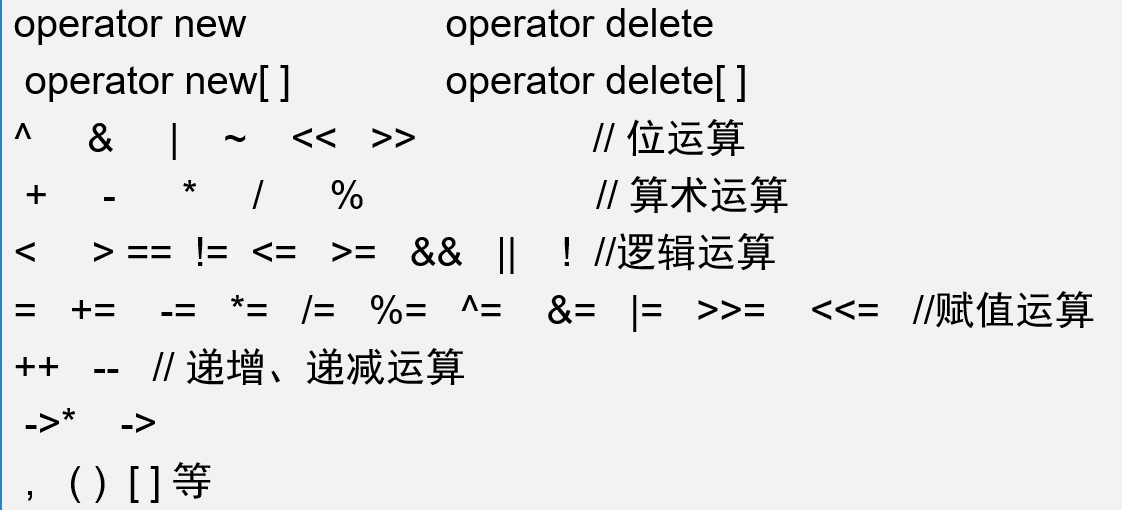 operator new operator delete
operator new[ ] operator delete[ ]
^ & | ~ << >> // 位运算
+ - * / % // 算术运算
< > == != <= >= && || ! //逻辑运算
= += -= *= /= %= ^= &= |= >>= <<= //赋值运算
++ -- // 递增、递减运算
->* ->
, ( ) [ ] 等